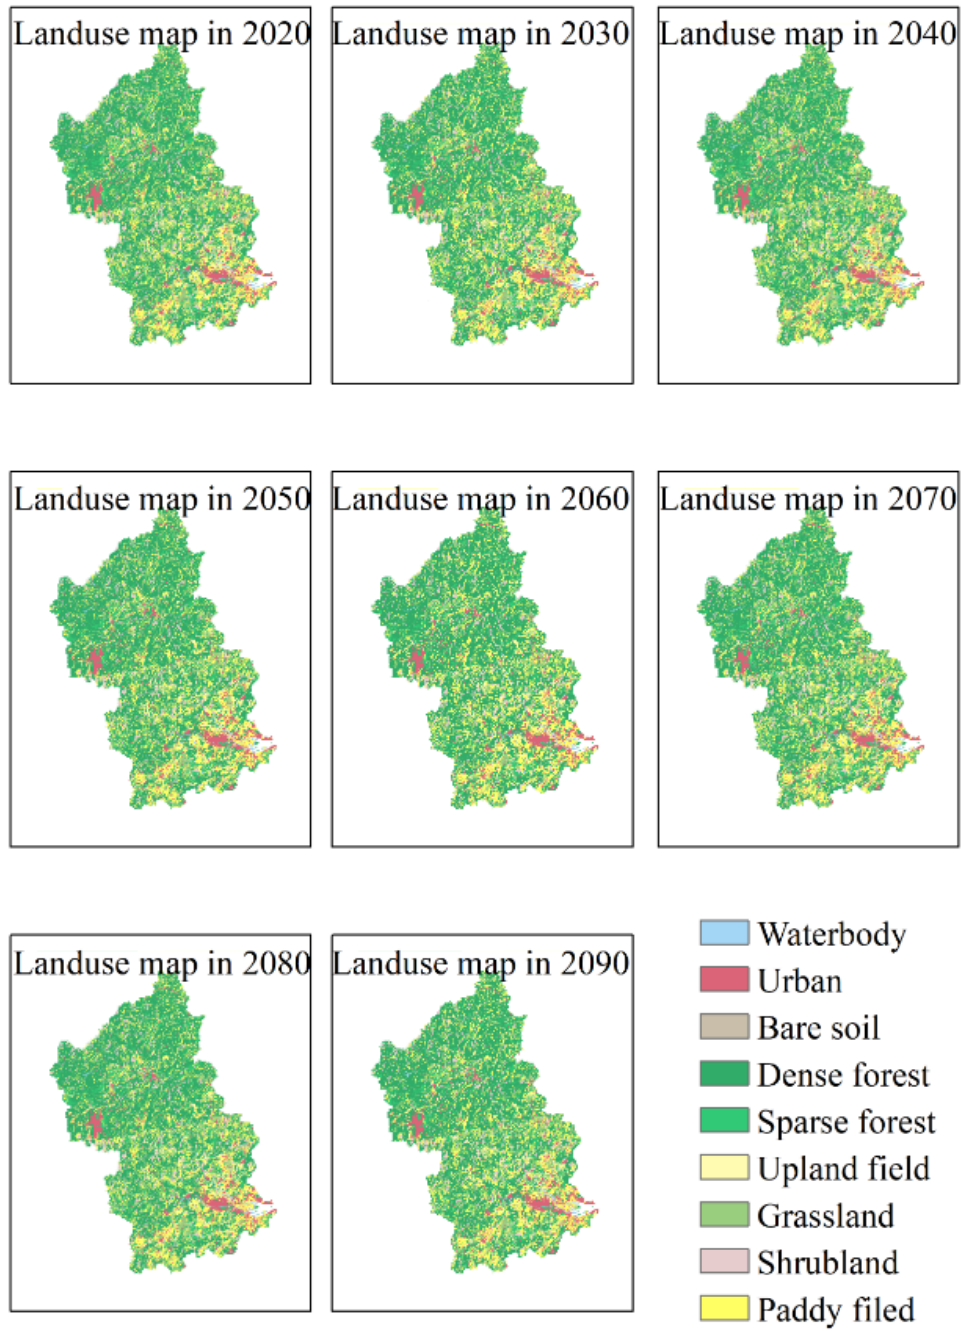 Landuse map in 2020
Landuse map in 2030
Landuse map in 2040
Landuse map in 2050
Landuse map in 2060
Landuse map in 2070
Landuse map in 2080
Landuse map in 2090
Waterbody
Urban
Bare soil
Dense forest
Sparse forest
Upland field
Grassland
Shrubland
Paddy filed